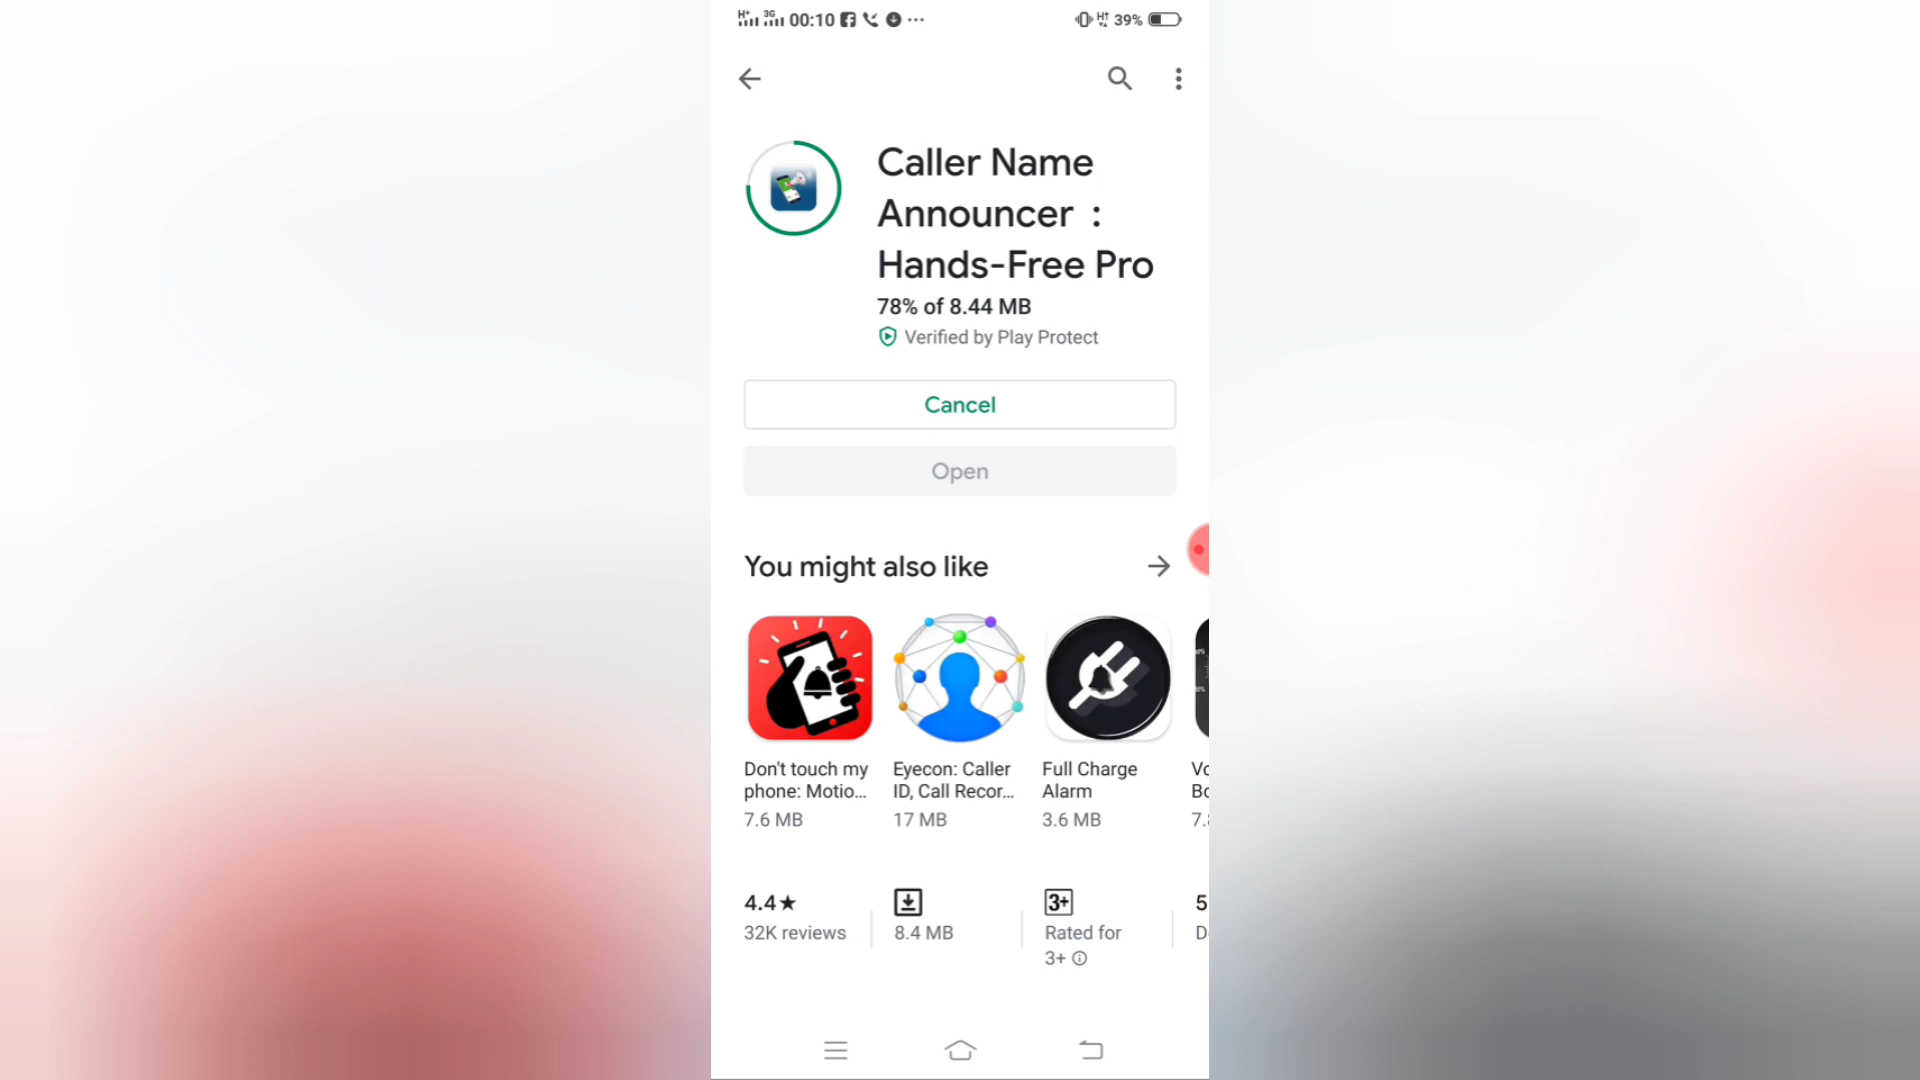 H+ 3G 00:10 39%
Caller Name
Announcer :
Hands-Free Pro
78% of 8.44 MB
Verified by Play Protect
Cancel
Open
You might also like
Don't touch my
phone: Motio...
7.6 MB
Eyecon: Caller
ID, Call Recor...
17 MB
Full Charge
Alarm
3.6 MB
4.4★
32K reviews
8.4 MB
3+
Rated for
3+